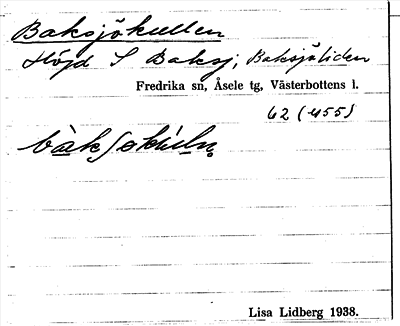 Baksjökullen
Höjd S Baksj; Baksjöliden
Fredrika sn, Åsele tg, Västerbottens l.
62 (455)
Lisa Lidberg 1938.